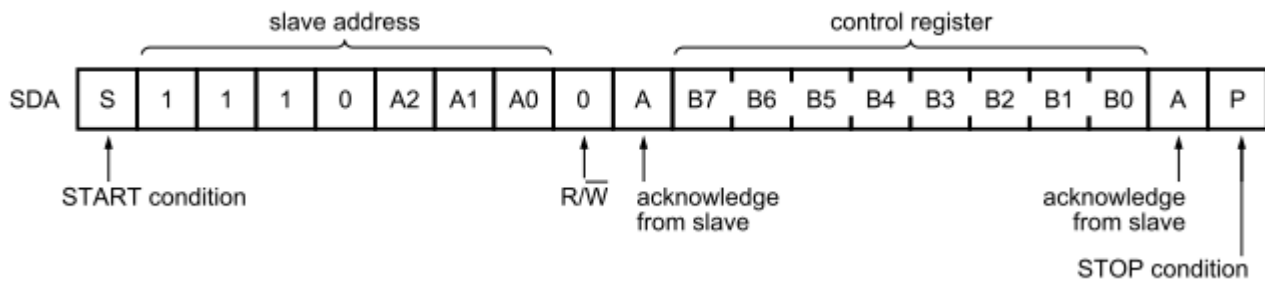 slave address control register
SDA S 1 1 1 0 A2 A1 A0 0 A B7 B6 B5 B4 B3 B2 B1 B0 A P
START condition R/W̅ acknowledge from slave acknowledge from slave
STOP condition